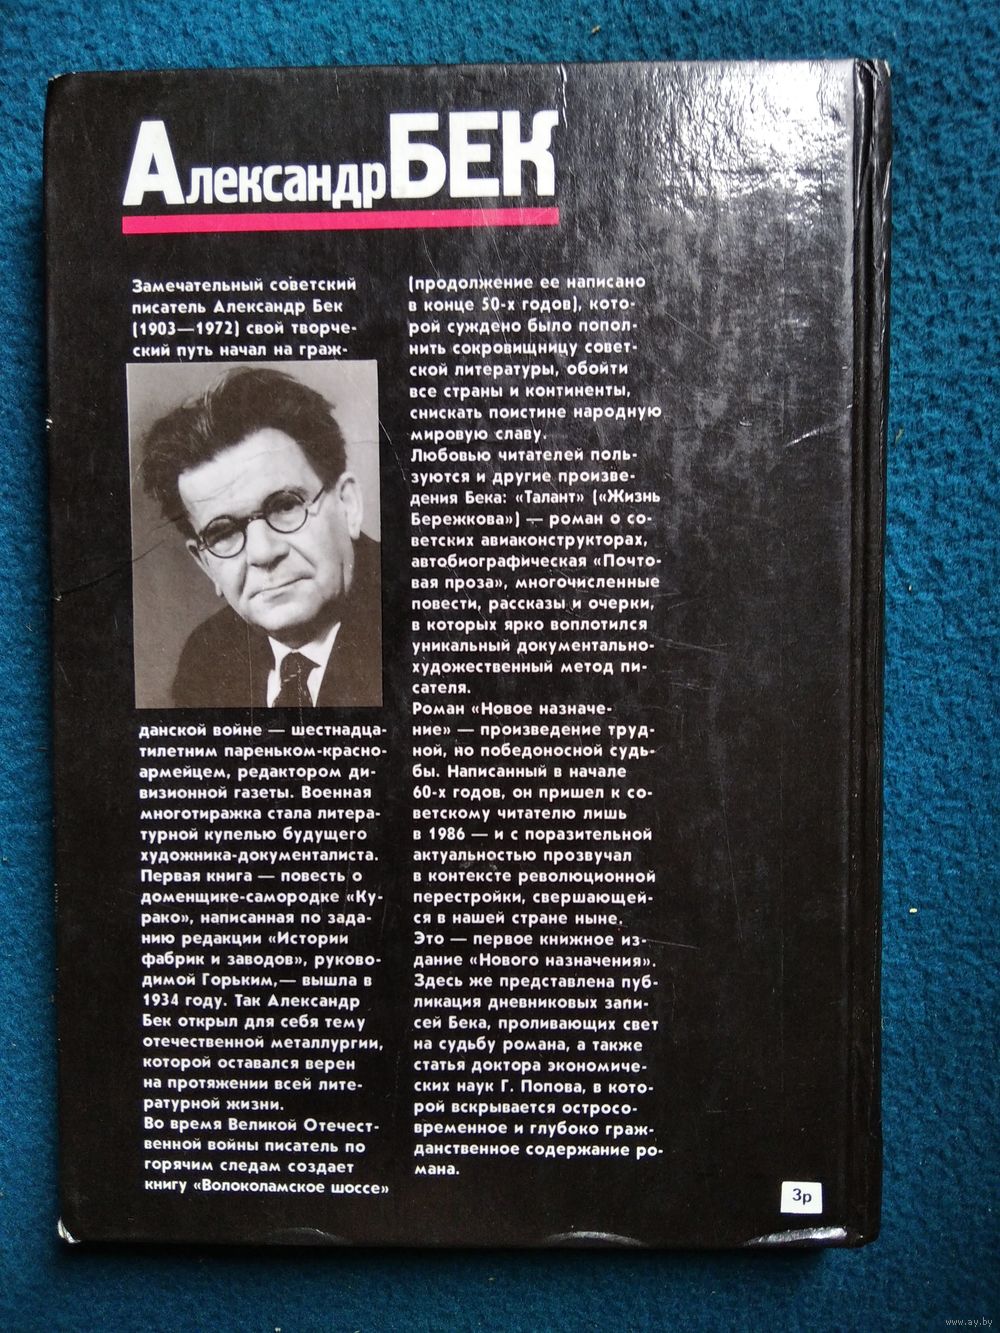 Александр БЕК
Замечательный советский
писатель Александр Бек
(1903—1972) свой творче-
ский путь начал на граж-
данской войне — шестнадца-
тилетним пареньком-красно-
армейцем, редактором ди-
визионной газеты. Военная
многотиражка стала литера-
турной купелью будущего
художника-документалиста.
Первая книга — повесть о
доменщике-самородке «Ку-
рако», написанная по зада-
нию редакции «Истории
фабрик и заводов», руково-
димой Горьким,— вышла в
1934 году. Так Александр
Бек открыл для себя тему
отечественной металлургии,
которой оставался верен
на протяжении всей лите-
ратурной жизни.
Во время Великой Отечест-
венной войны писатель по
горячим следам создает
книгу «Волоколамское шоссе»
(продолжение ее написано
в конце 50-х годов), кото-
рой суждено было попол-
нить сокровищницу совет-
ской литературы, обойти
все страны и континенты,
снискать поистине народную
мировую славу.
Любовью читателей поль-
зуются и другие произве-
дения Бека: «Талант» («Жизнь
Бережкова») — роман о со-
ветских авиаконструкторах,
автобиографическая «Почто-
вая проза», многочисленные
повести, рассказы и очерки,
в которых ярко воплотился
уникальный документально-
художественный метод пи-
сателя.
Роман «Новое назначе-
ние» — произведение труд-
ной, но победоносной судь-
бы. Написанный в начале
60-х годов, он пришел к со-
ветскому читателю лишь
в 1986 — и с поразительной
актуальностью прозвучал
в контексте революционной
перестройки, свершающей-
ся в нашей стране ныне.
Это — первое книжное из-
дание «Нового назначения».
Здесь же представлена пуб-
ликация дневниковых запи-
сей Бека, проливающих свет
на судьбу романа, а также
статья доктора экономиче-
ских наук Г. Попова, в кото-
рой вскрывается остросо-
временное и глубоко граж-
данственное содержание ро-
мана.
3р
www.ay.by